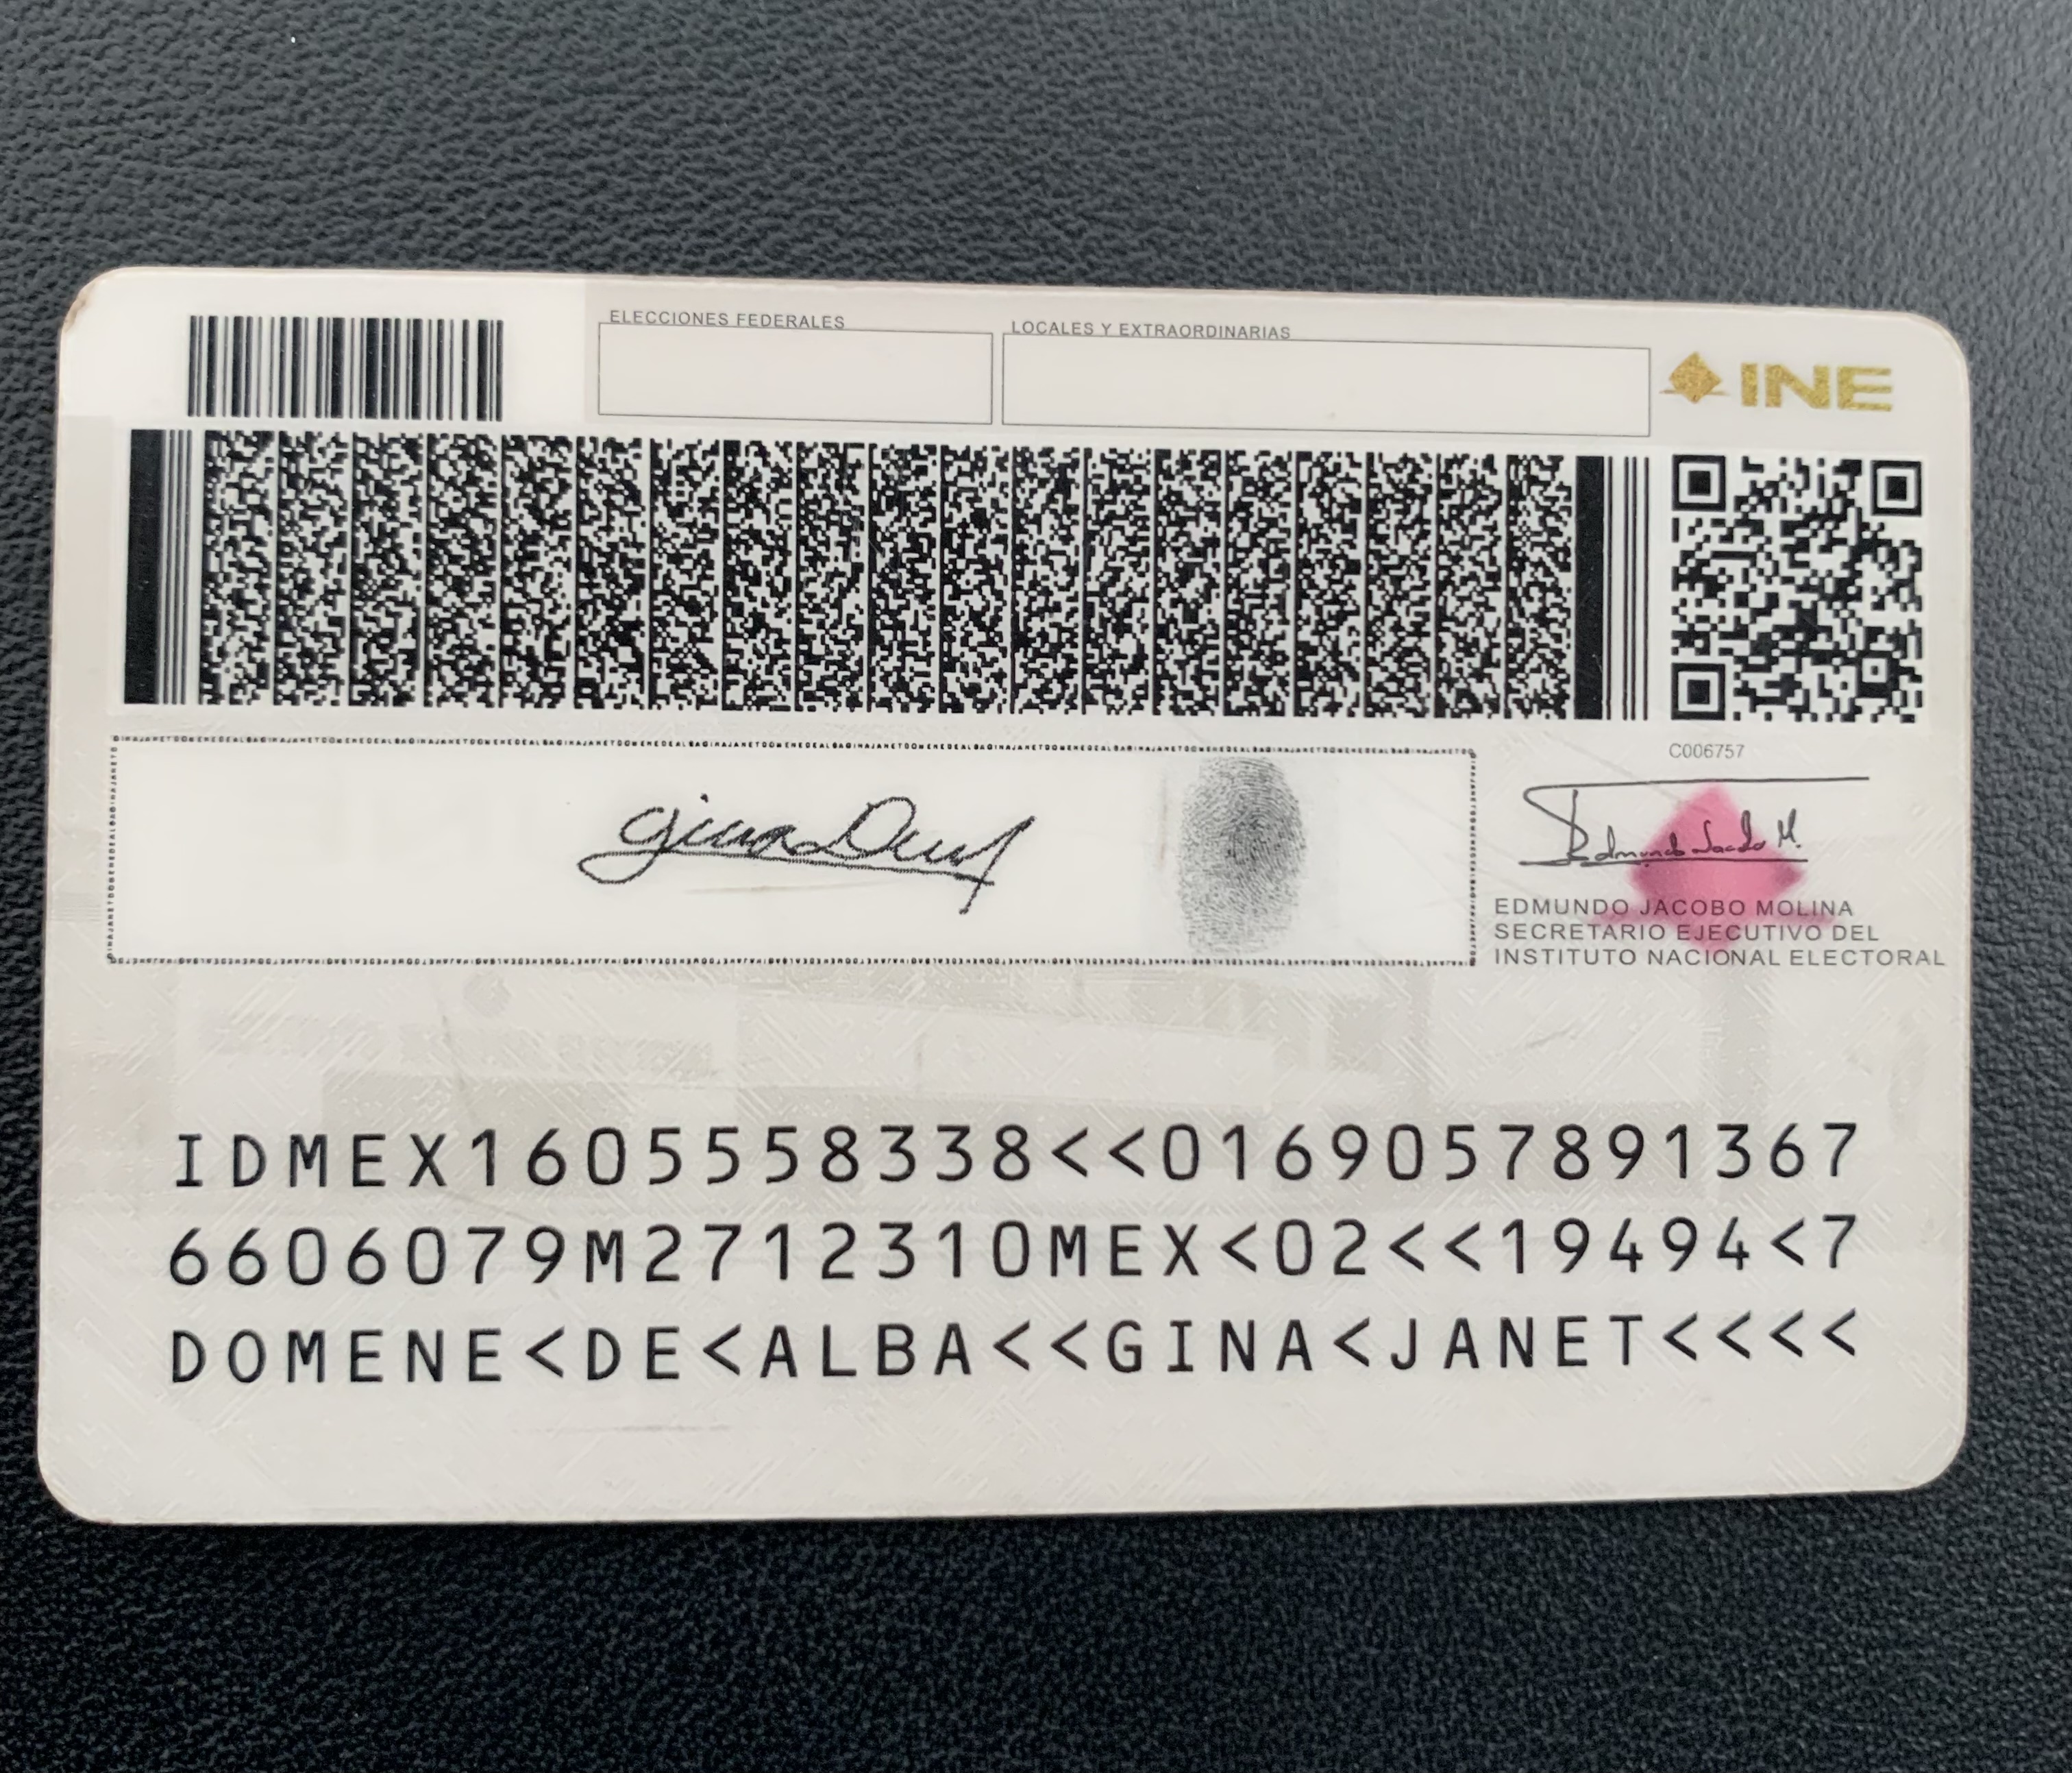 ELECCIONES FEDERALES
LOCALES Y EXTRAORDINARIAS
INE
C006757
EDMUNDO JACOBO MOLINA
SECRETARIO EJECUTIVO DEL
INSTITUTO NACIONAL ELECTORAL
IDMEX1605558338<<0169057891367
6606079M2712310MEX<02<<19494<7
DOMENE<DE<ALBA<<GINA<JANET<<<<